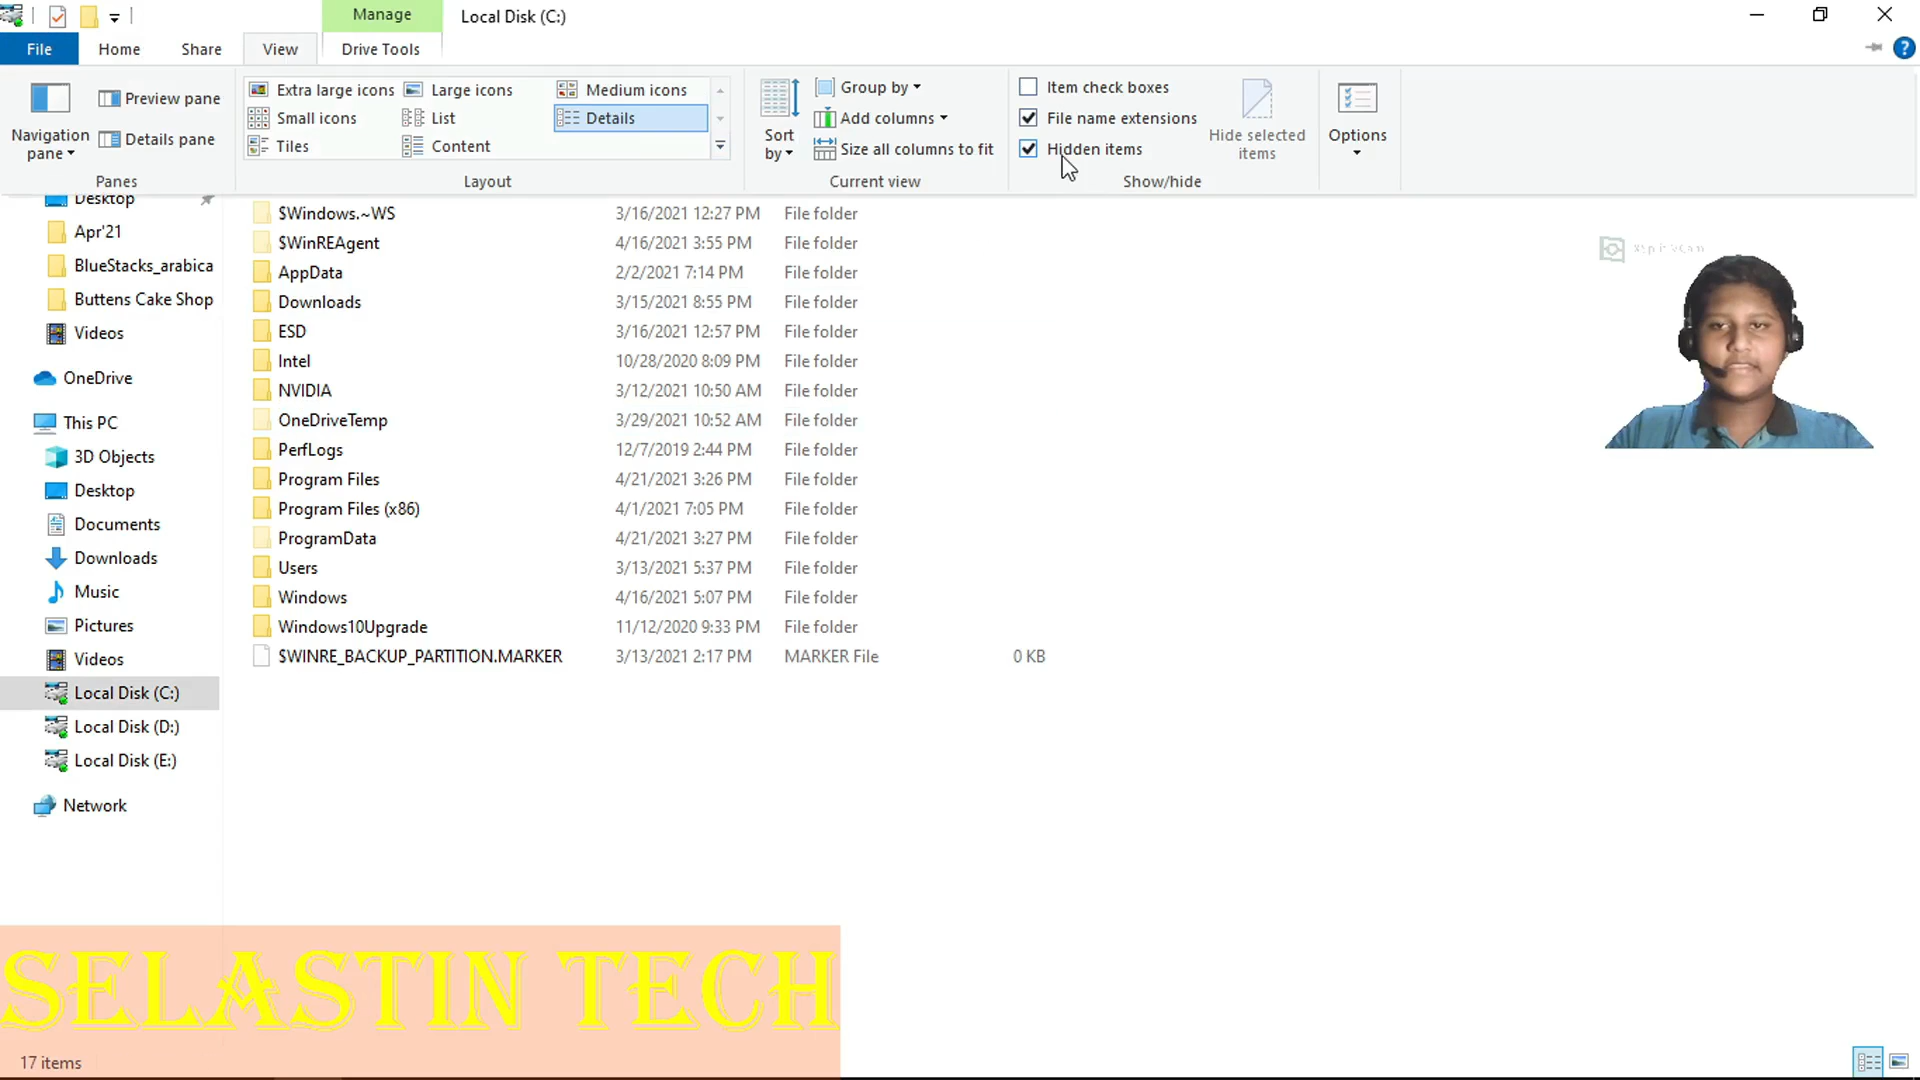 Manage
Local Disk (C:)
File
Home
Share
View
Drive Tools
Navigation
pane
Preview pane
Details pane
Panes
Extra large icons
Large icons
Medium icons
Small icons
List
Details
Tiles
Content
Layout
Sort
by
Group by
Add columns
Size all columns to fit
Current view
Item check boxes
File name extensions
Hidden items
Hide selected
items
Show/hide
Options
Desktop
Apr'21
BlueStacks_arabica
Buttens Cake Shop
Videos
OneDrive
This PC
3D Objects
Desktop
Documents
Downloads
Music
Pictures
Videos
Local Disk (C:)
Local Disk (D:)
Local Disk (E:)
Network
$Windows.~WS 3/16/2021 12:27 PM File folder
$WinREAgent 4/16/2021 3:55 PM File folder
AppData 2/2/2021 7:14 PM File folder
Downloads 3/15/2021 8:55 PM File folder
ESD 3/16/2021 12:57 PM File folder
Intel 10/28/2020 8:09 PM File folder
NVIDIA 3/12/2021 10:50 AM File folder
OneDriveTemp 3/29/2021 10:52 AM File folder
PerfLogs 12/7/2019 2:44 PM File folder
Program Files 4/21/2021 3:26 PM File folder
Program Files (x86) 4/1/2021 7:05 PM File folder
ProgramData 4/21/2021 3:27 PM File folder
Users 3/13/2021 5:37 PM File folder
Windows 4/16/2021 5:07 PM File folder
Windows10Upgrade 11/12/2020 9:33 PM File folder
$WINRE_BACKUP_PARTITION.MARKER 3/13/2021 2:17 PM MARKER File 0 KB
SELASTIN TECH
17 items